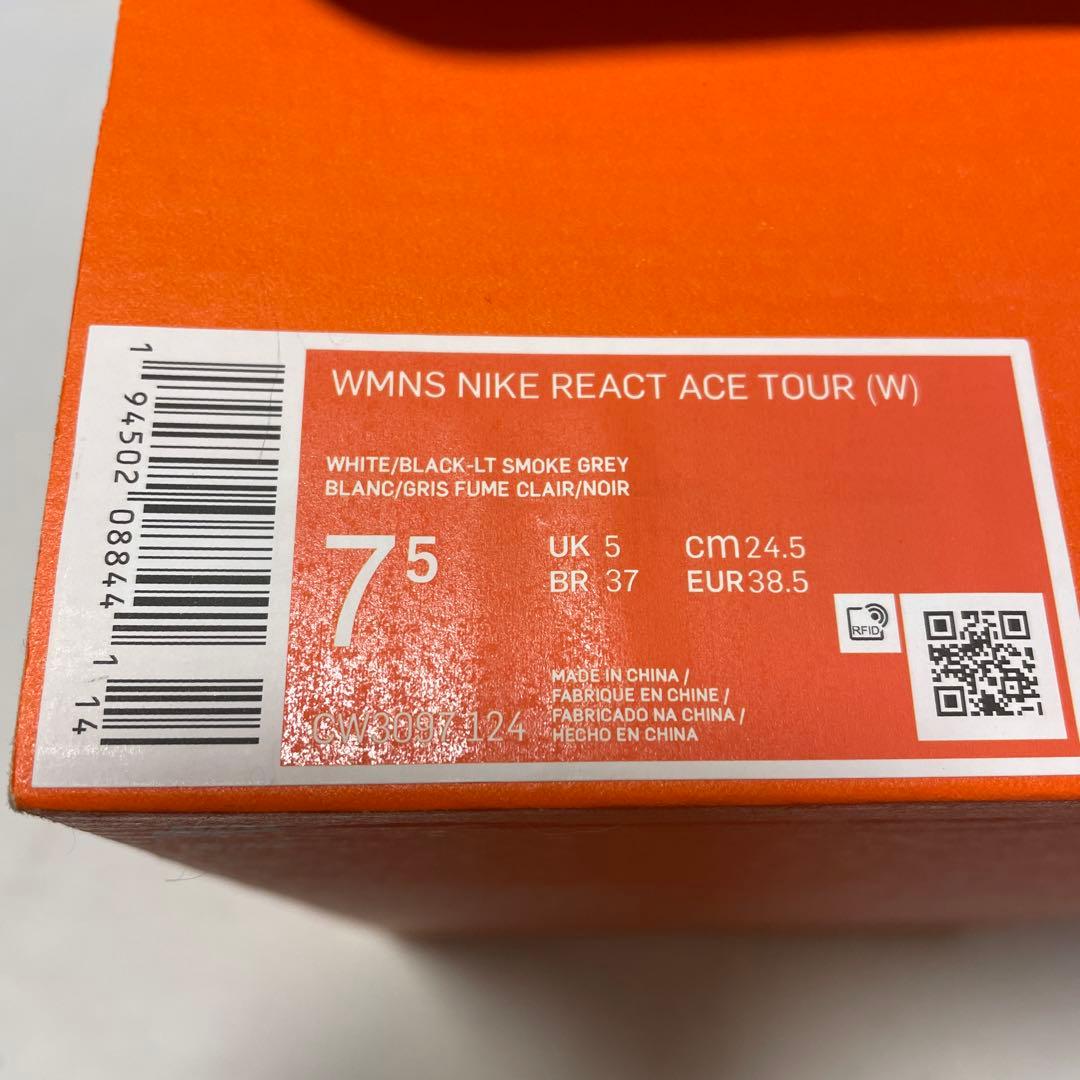 WMNS NIKE REACT ACE TOUR (W)
WHITE/BLACK-LT SMOKE GREY
BLANC/GRIS FUME CLAIR/NOIR
7 5
UK 5 cm 24.5
BR 37 EUR 38.5
RFID
MADE IN CHINA /
FABRIQUE EN CHINE /
FABRICADO NA CHINA /
HECHO EN CHINA
CW3097 124
1 94502 08844 1 14